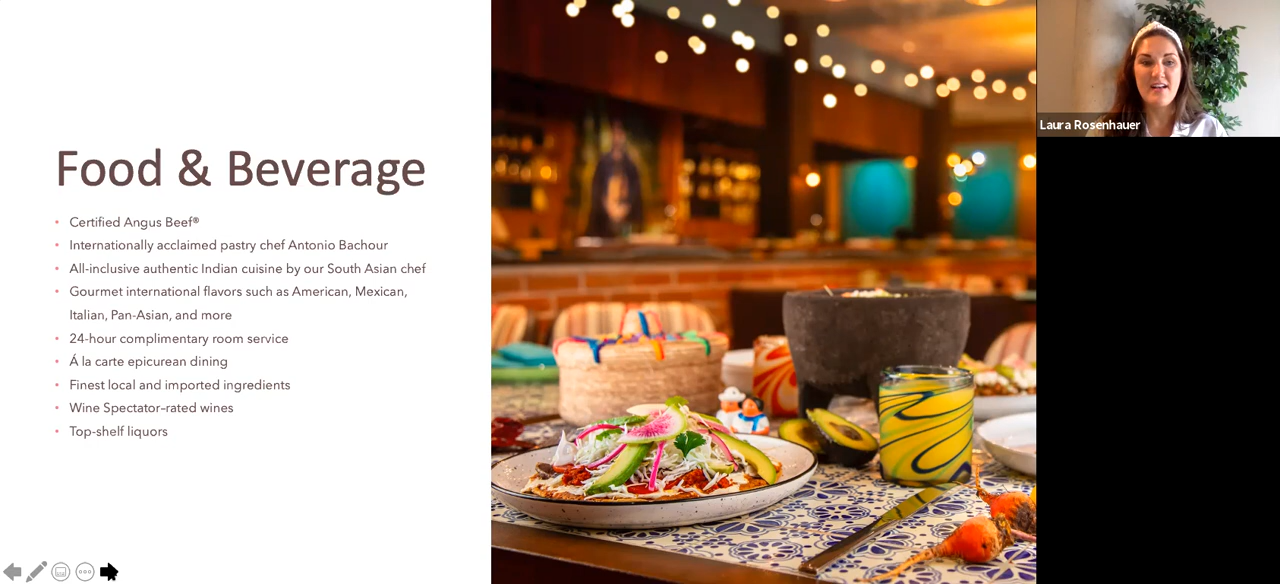 Food & Beverage
• Certified Angus Beef®
• Internationally acclaimed pastry chef Antonio Bachour
• All-inclusive authentic Indian cuisine by our South Asian chef
• Gourmet international flavors such as American, Mexican,
Italian, Pan-Asian, and more
• 24-hour complimentary room service
• Á la carte epicurean dining
• Finest local and imported ingredients
• Wine Spectator–rated wines
• Top-shelf liquors
Laura Rosenhauer